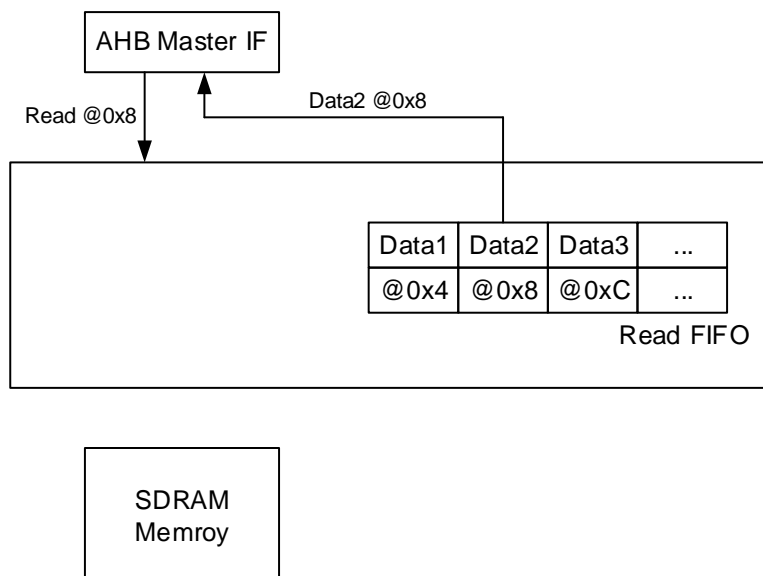 AHB Master IF
Read @0x8
Data2 @0x8
Data1 Data2 Data3 ...
@0x4 @0x8 @0xC ...
Read FIFO
SDRAM
Memroy